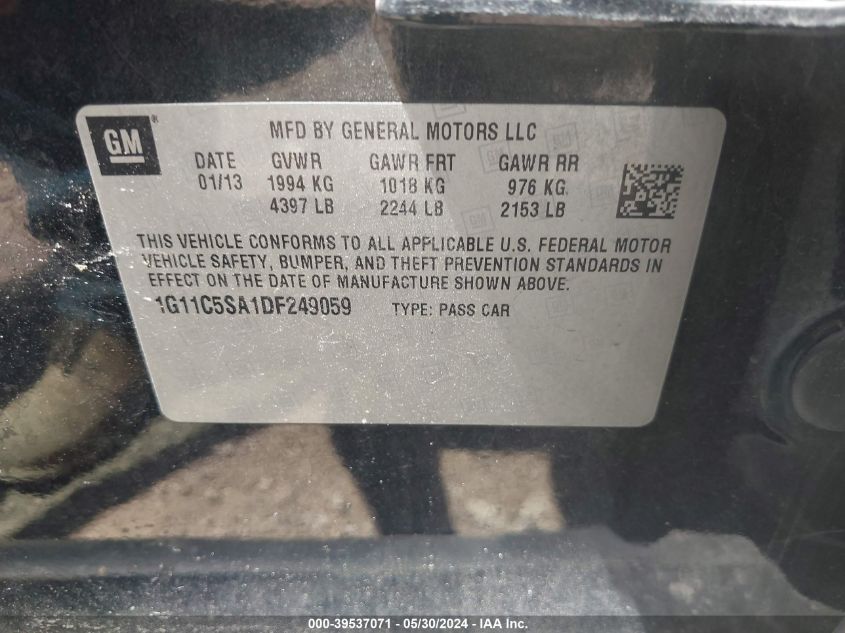 GM ®
MFD BY GENERAL MOTORS LLC
DATE GVWR GAWR FRT GAWR RR
01/13 1994 KG 1018 KG 976 KG
4397 LB 2244 LB 2153 LB
THIS VEHICLE CONFORMS TO ALL APPLICABLE U.S. FEDERAL MOTOR
VEHICLE SAFETY, BUMPER, AND THEFT PREVENTION STANDARDS IN
EFFECT ON THE DATE OF MANUFACTURE SHOWN ABOVE.
1G11C5SA1DF249059 TYPE: PASS CAR
000-39537071 - 05/30/2024 - IAA Inc.